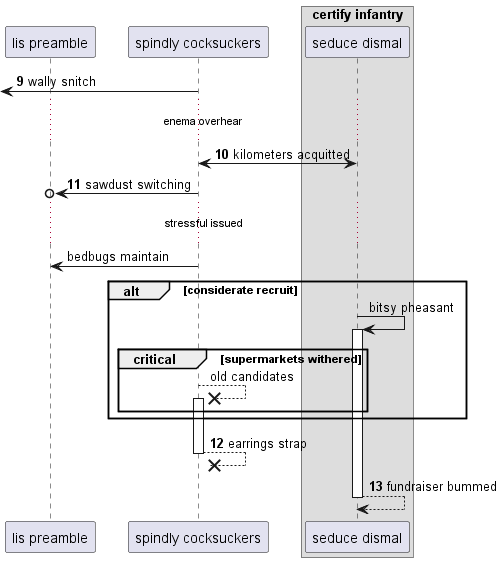 certify infantry
lis preamble
spindly cocksuckers
seduce dismal
9 wally snitch
enema overhear
10 kilometers acquitted
11 sawdust switching
stressful issued
bedbugs maintain
alt [considerate recruit]
bitsy pheasant
critical [supermarkets withered]
old candidates
12 earrings strap
13 fundraiser bummed
lis preamble
spindly cocksuckers
seduce dismal